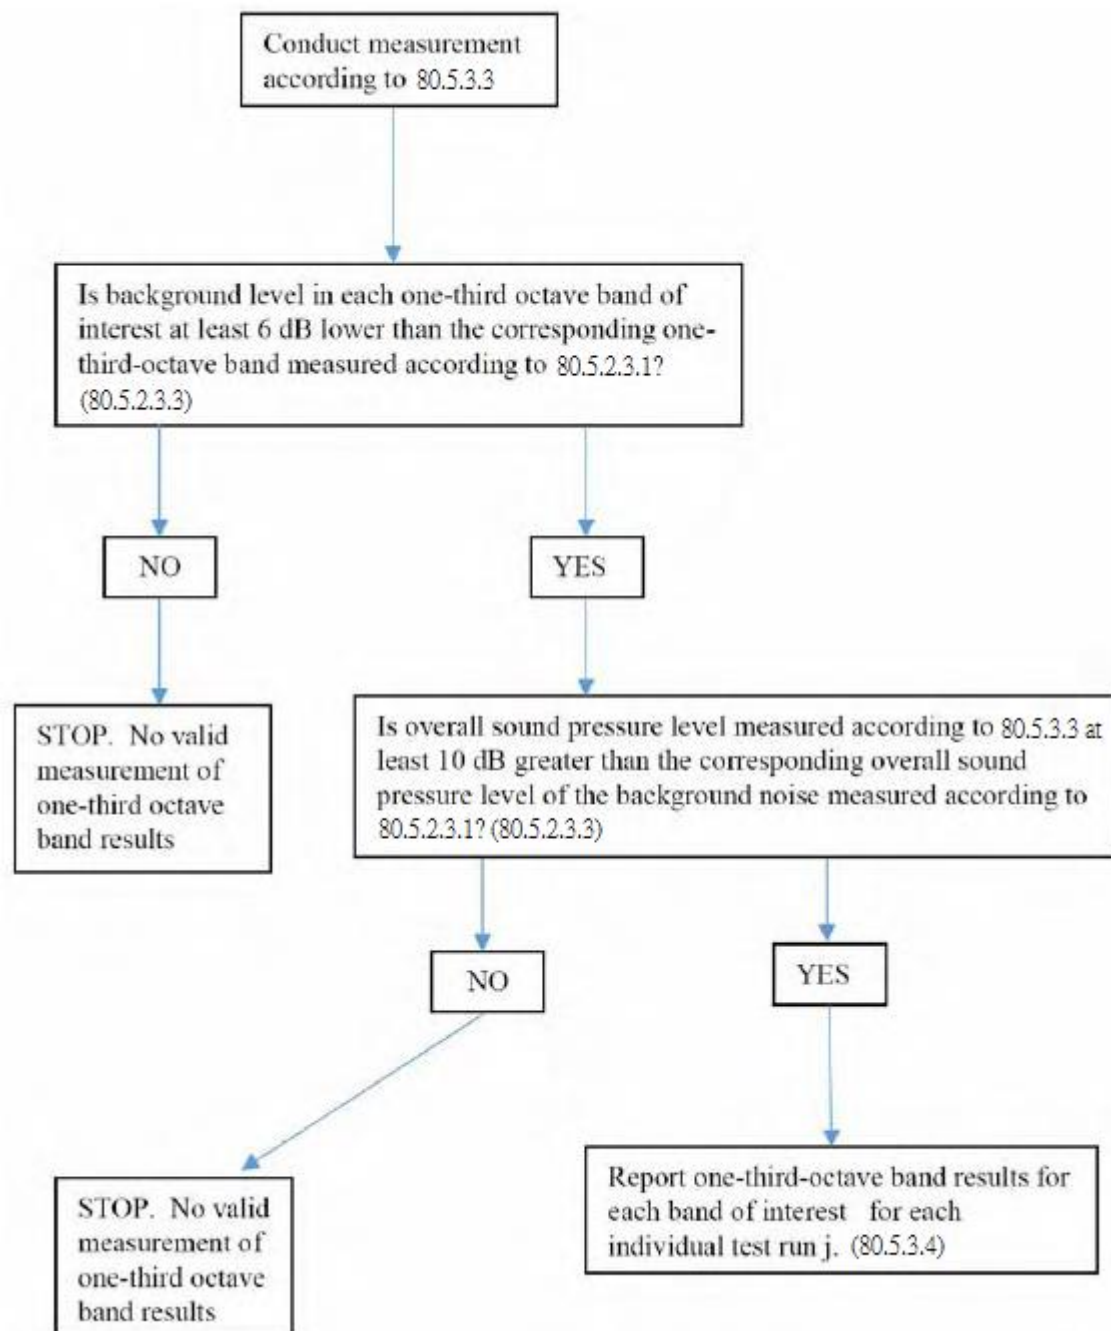 Conduct measurement
according to 80.5.3.3
Is background level in each one-third octave band of
interest at least 6 dB lower than the corresponding one-
third-octave band measured according to 80.5.2.3.1?
(80.5.2.3.3)
NO
YES
STOP.  No valid
measurement of
one-third octave
band results
Is overall sound pressure level measured according to 80.5.3.3 at
least 10 dB greater than the corresponding overall sound
pressure level of the background noise measured according to
80.5.2.3.1? (80.5.2.3.3)
NO
YES
STOP.  No valid
measurement of
one-third octave
band results
Report one-third-octave band results for
each band of interest   for each
individual test run j.  (80.5.3.4)